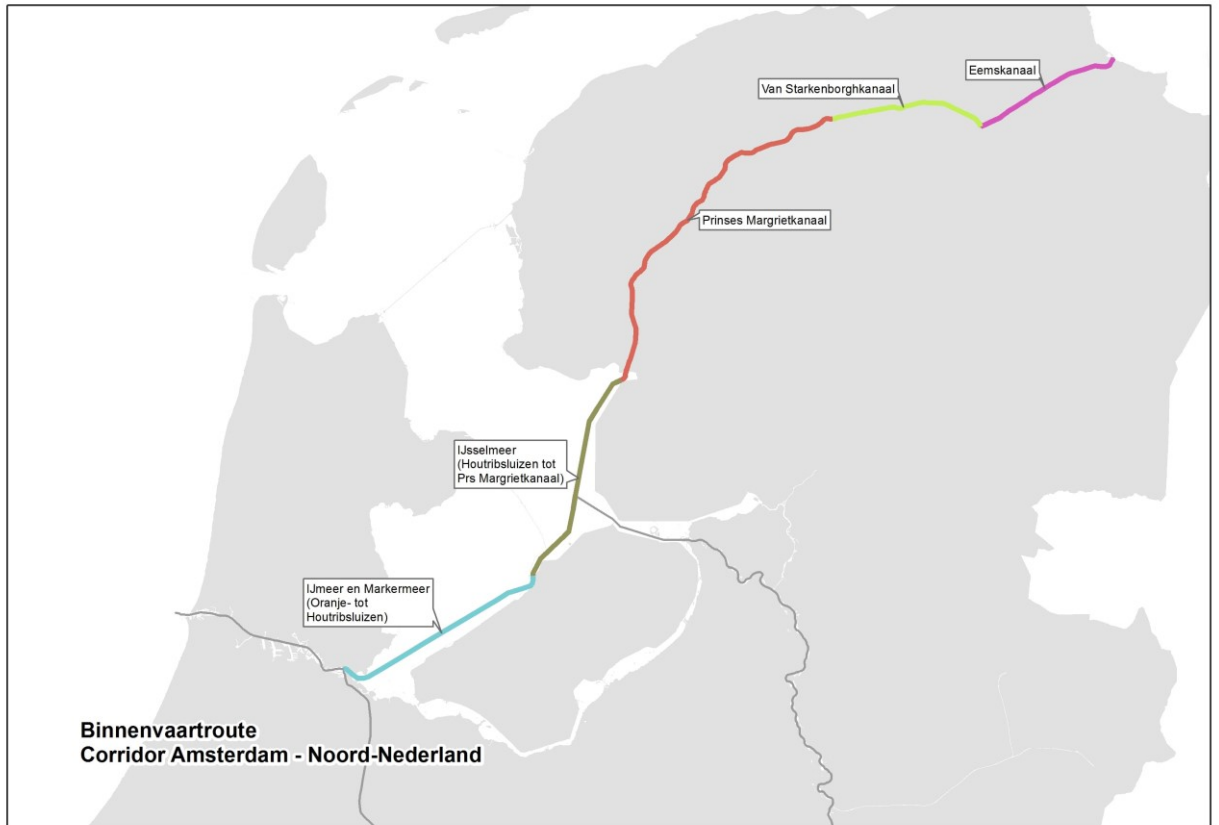 Eemskanaal
Van Starkenborghkanaal
Prinses Margrietkanaal
IJsselmeer
(Houtribsluizen tot
Prs Margrietkanaal)
IJmeer en Markermeer
(Oranje- tot
Houtribsluizen)
Binnenvaartroute
Corridor Amsterdam - Noord-Nederland